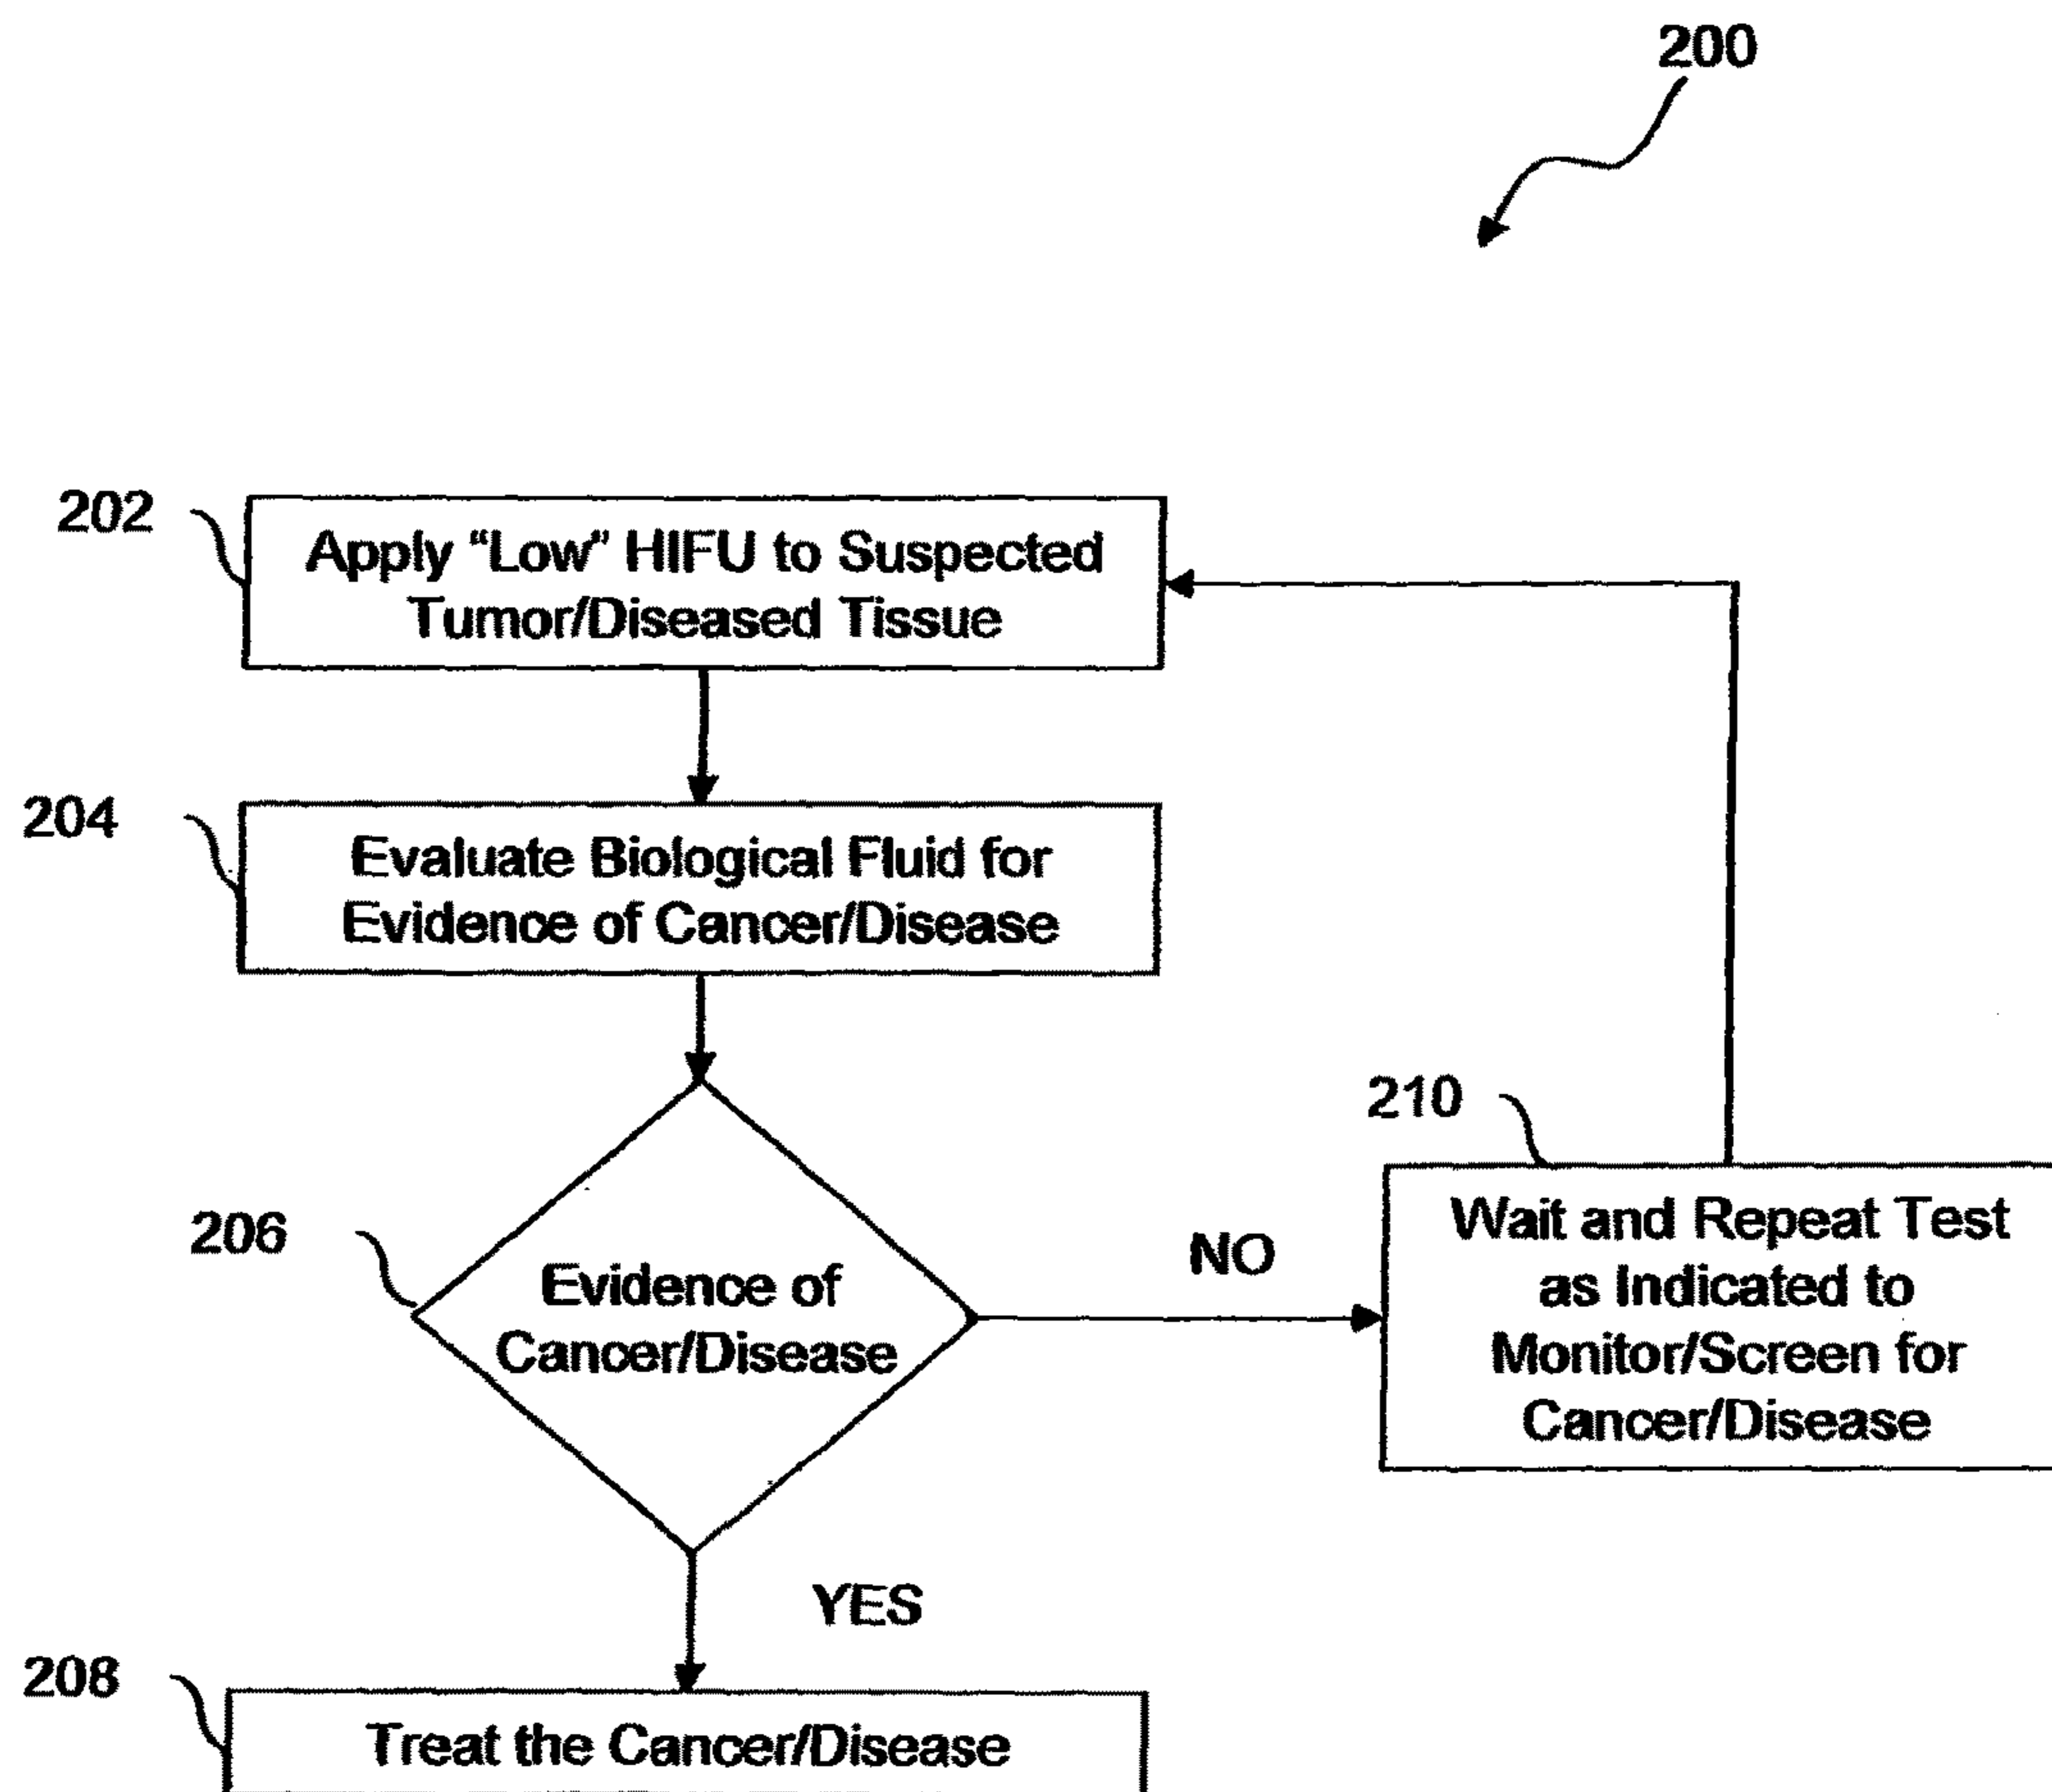 200
202
Apply “Low” HIFU to Suspected
Tumor/Diseased Tissue
204
Evaluate Biological Fluid for
Evidence of Cancer/Disease
206
Evidence of
Cancer/Disease
NO
210
Wait and Repeat Test
as Indicated to
Monitor/Screen for
Cancer/Disease
YES
208
Treat the Cancer/Disease